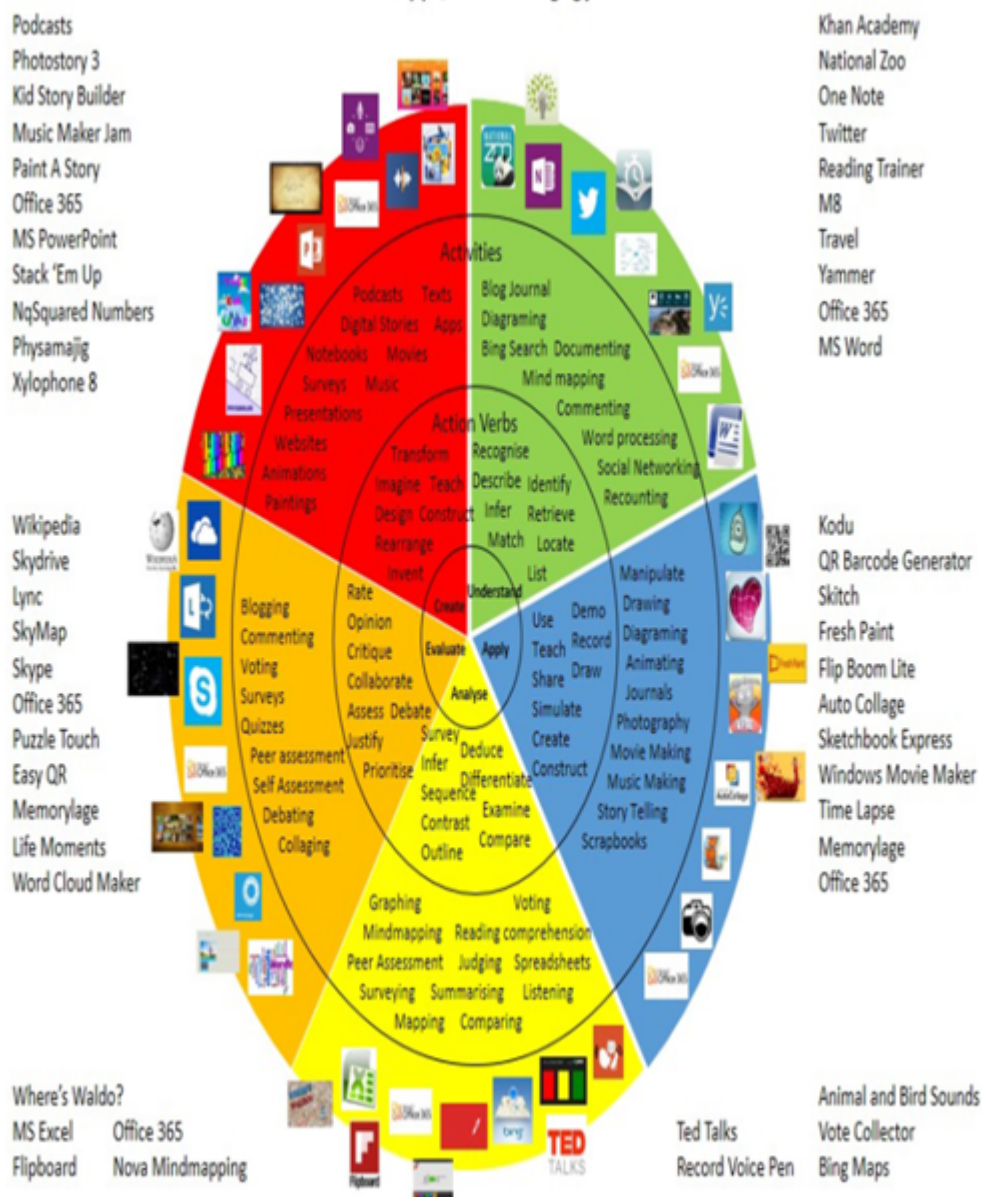 Podcasts
Photostory 3
Kid Story Builder
Music Maker Jam
Paint A Story
Office 365
MS PowerPoint
Stack 'Em Up
NqSquared Numbers
Physamajig
Xylophone 8
Khan Academy
National Zoo
One Note
Twitter
Reading Trainer
M8
Travel
Yammer
Office 365
MS Word
Activities
Podcasts Texts
Digital Stories Apps
Notebooks Movies
Surveys Music
Presentations
Websites
Animations
Paintings
Blog Journal
Diagraming
Bing Search Documenting
Mind mapping
Commenting
Word processing
Social Networking
Recounting
Action Verbs
Transform
Imagine Teach
Design Construct
Rearrange
Invent
Create
Recognise
Describe Identify
Infer Retrieve
Match Locate
List
Understand
Wikipedia
Skydrive
Lync
SkyMap
Skype
Office 365
Puzzle Touch
Easy QR
Memorylage
Life Moments
Word Cloud Maker
Blogging
Commenting
Voting
Surveys
Quizzes
Peer assessment
Self Assessment
Debating
Collaging
Rate
Opinion
Critique
Collaborate
Assess Debate
Justify
Prioritise
Evaluate
Apply
Analyse
Use Demo
Teach Record
Share Draw
Simulate
Create
Construct
Manipulate
Drawing
Diagraming
Animating
Journals
Photography
Movie Making
Music Making
Story Telling
Scrapbooks
Kodu
QR Barcode Generator
Skitch
Fresh Paint
Flip Boom Lite
Auto Collage
Sketchbook Express
Windows Movie Maker
Time Lapse
Memorylage
Office 365
Survey Deduce
Infer Differentiate
Sequence Examine
Contrast Compare
Outline
Graphing Voting
Mindmapping Reading comprehension
Peer Assessment Judging Spreadsheets
Surveying Summarising Listening
Mapping Comparing
Where's Waldo?
MS Excel Office 365
Flipboard Nova Mindmapping
Flipboard
bing
TED
TALKS
Animal and Bird Sounds
Ted Talks Vote Collector
Record Voice Pen Bing Maps